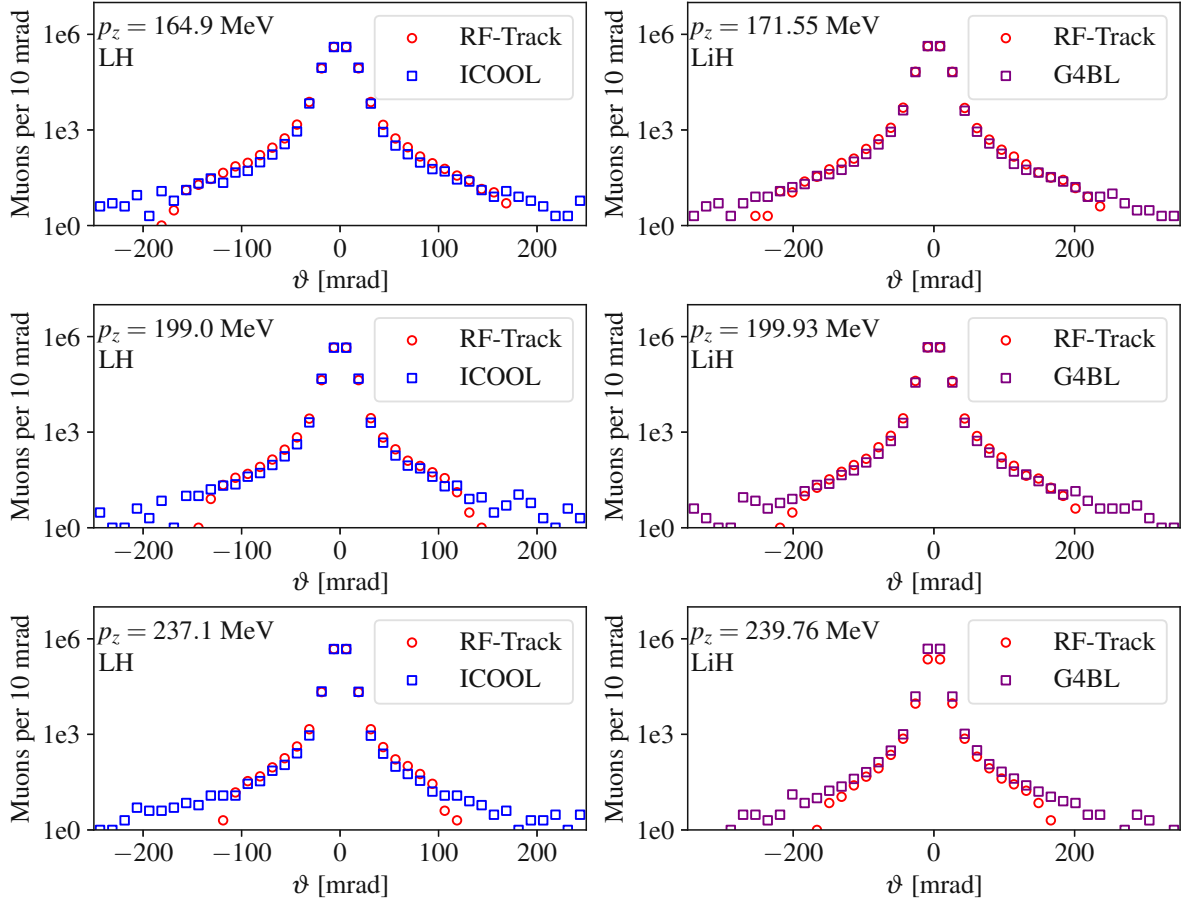 Muons per 10 mrad
1e6
1e3
1e0
p_z = 164.9 MeV
LH
RF-Track
ICOOL
−200 −100 0 100 200
ϑ [mrad]
Muons per 10 mrad
1e6
1e3
1e0
p_z = 171.55 MeV
LiH
RF-Track
G4BL
−200 0 200
ϑ [mrad]
Muons per 10 mrad
1e6
1e3
1e0
p_z = 199.0 MeV
LH
RF-Track
ICOOL
−200 −100 0 100 200
ϑ [mrad]
Muons per 10 mrad
1e6
1e3
1e0
p_z = 199.93 MeV
LiH
RF-Track
G4BL
−200 0 200
ϑ [mrad]
Muons per 10 mrad
1e6
1e3
1e0
p_z = 237.1 MeV
LH
RF-Track
ICOOL
−200 −100 0 100 200
ϑ [mrad]
Muons per 10 mrad
1e6
1e3
1e0
p_z = 239.76 MeV
LiH
RF-Track
G4BL
−200 0 200
ϑ [mrad]